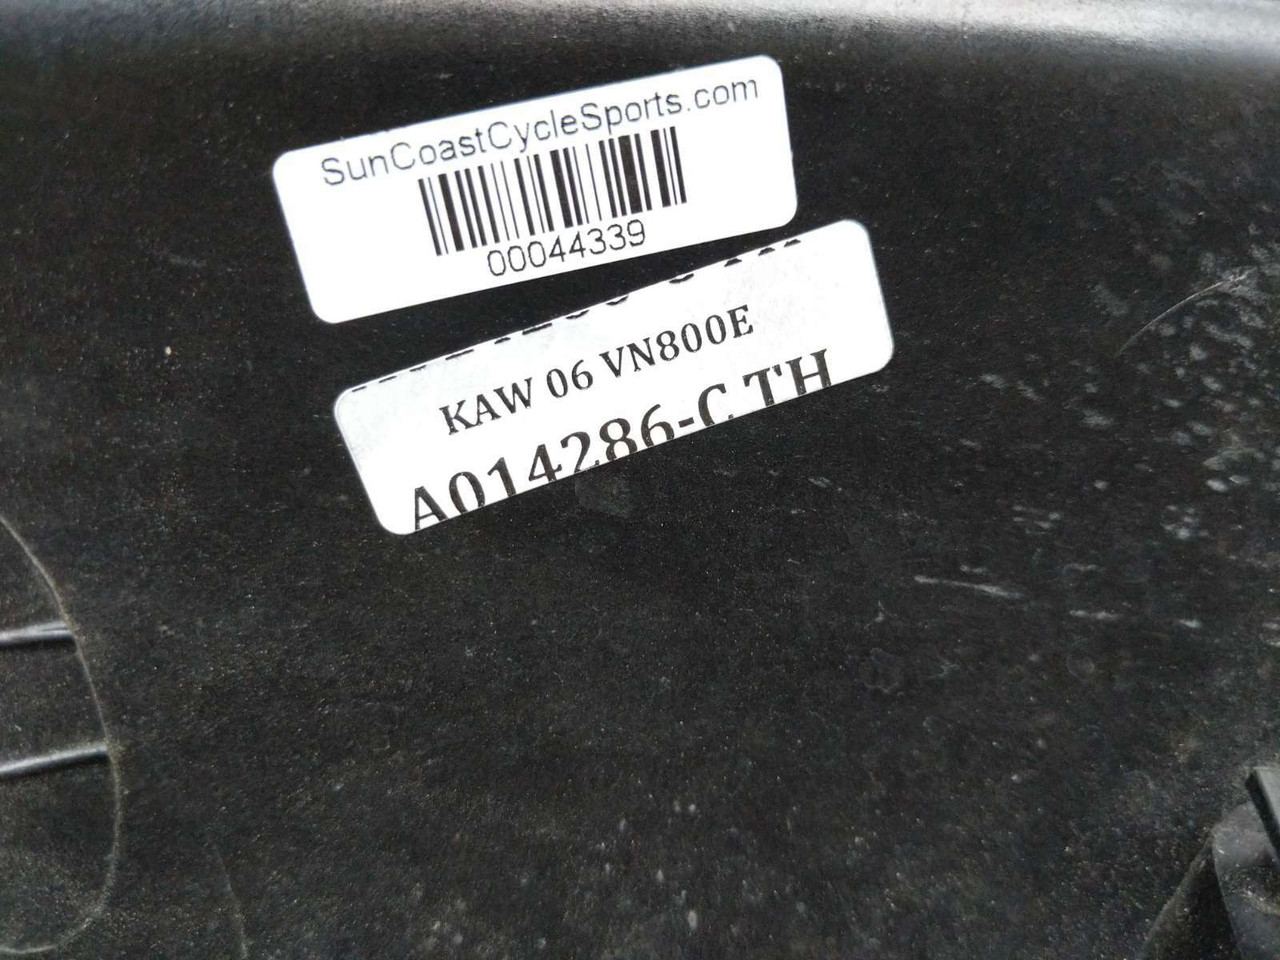 SunCoastCycleSports.com
00044339
KAW 06 VN800E
A014286-C TH